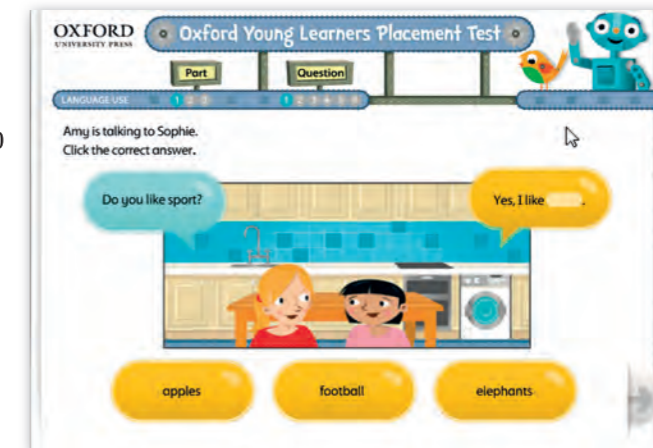 OXFORD
UNIVERSITY PRESS
Oxford Young Learners Placement Test
Part
Question
LANGUAGE USE
1 2 3
1 2 3 4 5 6
Amy is talking to Sophie.
Click the correct answer.
Do you like sport?
Yes, I like .
apples
football
elephants